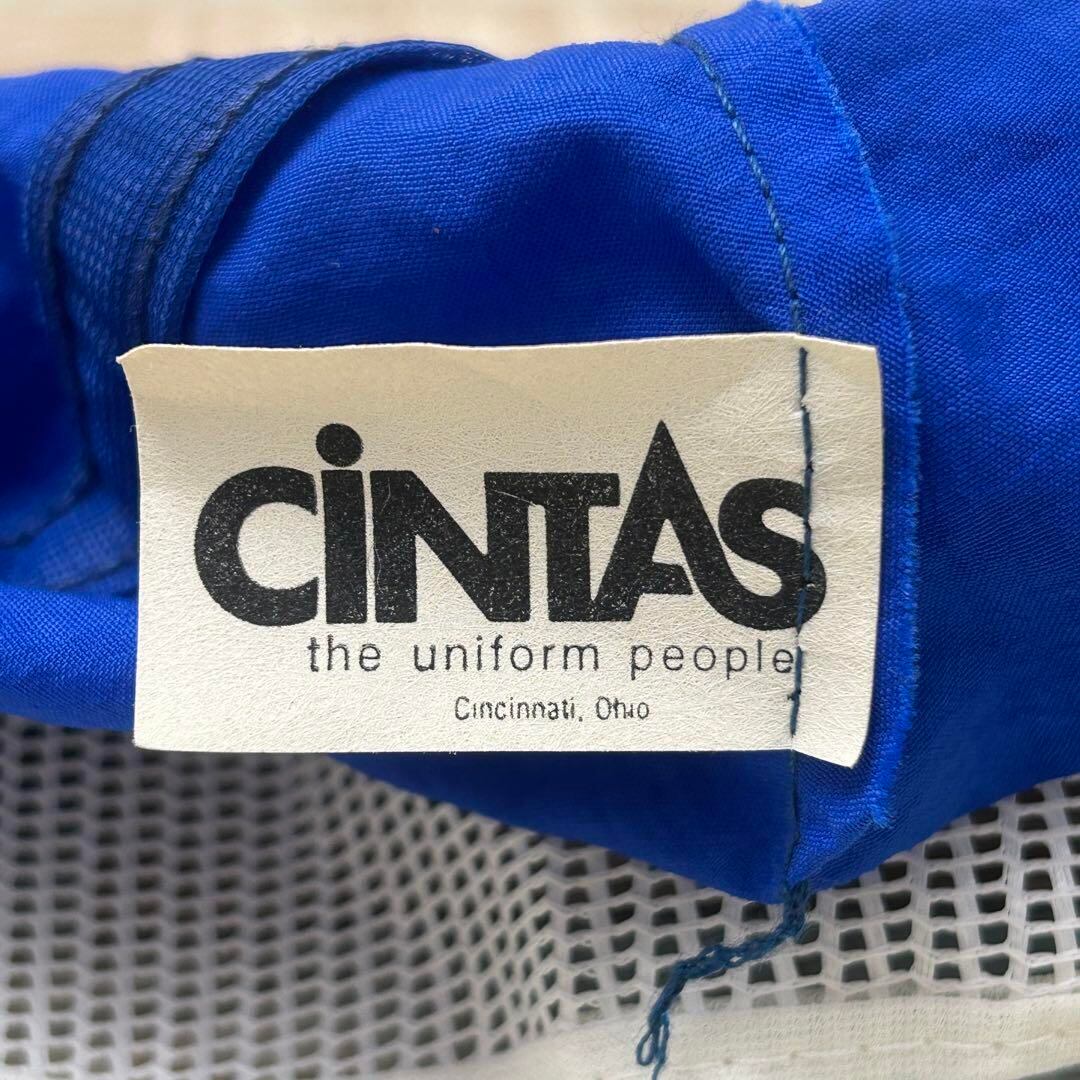 CiNTAS
the uniform people
Cincinnati, Ohio